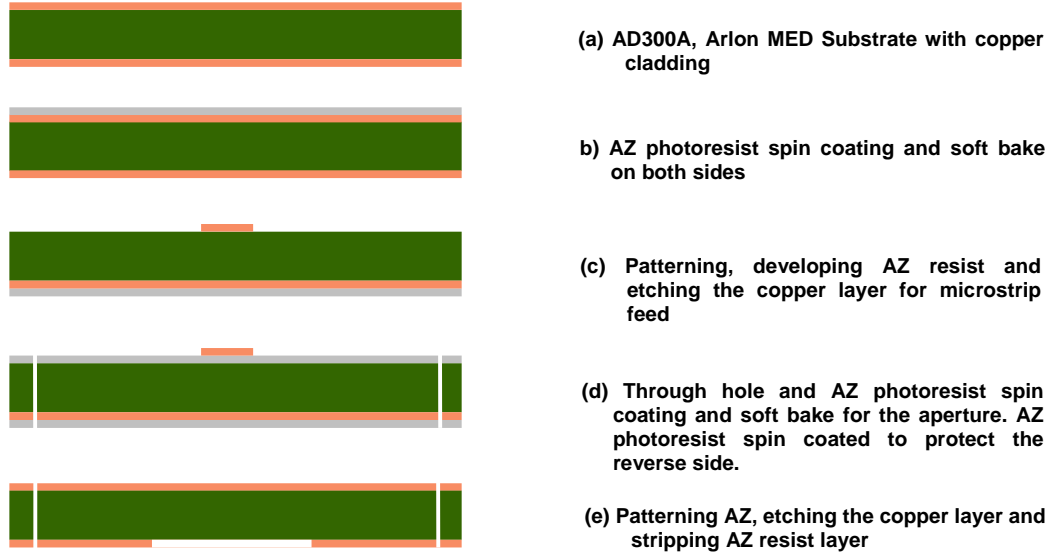 (a) AD300A, Arlon MED Substrate with copper
cladding
b) AZ photoresist spin coating and soft bake
on both sides
(c) Patterning, developing AZ resist and
etching the copper layer for microstrip
feed
(d) Through hole and AZ photoresist spin
coating and soft bake for the aperture. AZ
photoresist spin coated to protect the
reverse side.
(e) Patterning AZ, etching the copper layer and
stripping AZ resist layer